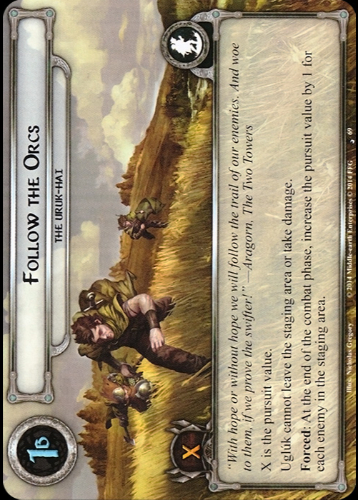 1B
FOLLOW THE ORCS
THE URUK-HAI
X
"With hope or without hope we will follow the trail of our enemies. And woe
to them, if we prove the swifter!" —Aragorn, The Two Towers
X is the pursuit value.
Uglúk cannot leave the staging area or take damage.
Forced: At the end of the combat phase, increase the pursuit value by 1 for
each enemy in the staging area.
Illus. Nicholas Gregory © 2014 Middle-earth Enterprises © 2014 FFG 69